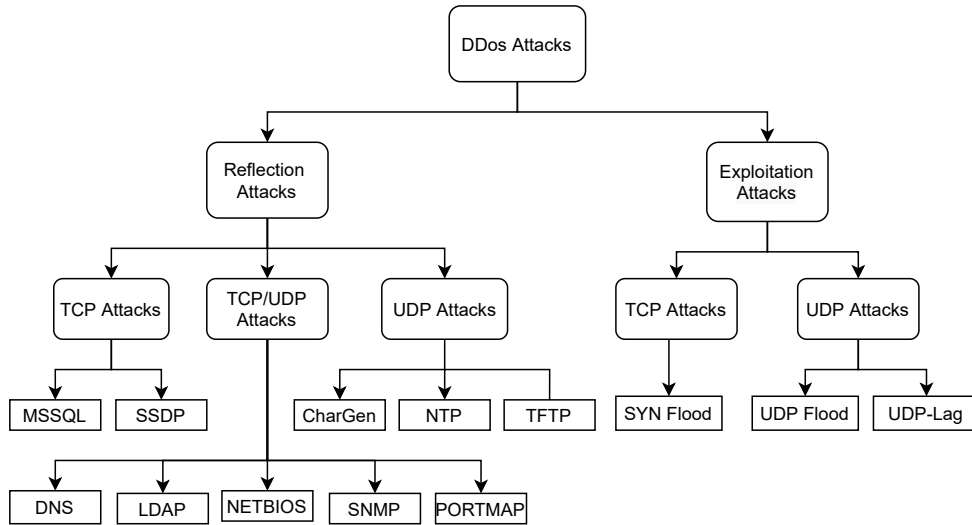 DDos Attacks
Reflection
Attacks
Exploitation
Attacks
TCP Attacks
TCP/UDP
Attacks
UDP Attacks
TCP Attacks
UDP Attacks
MSSQL
SSDP
CharGen
NTP
TFTP
SYN Flood
UDP Flood
UDP-Lag
DNS
LDAP
NETBIOS
SNMP
PORTMAP